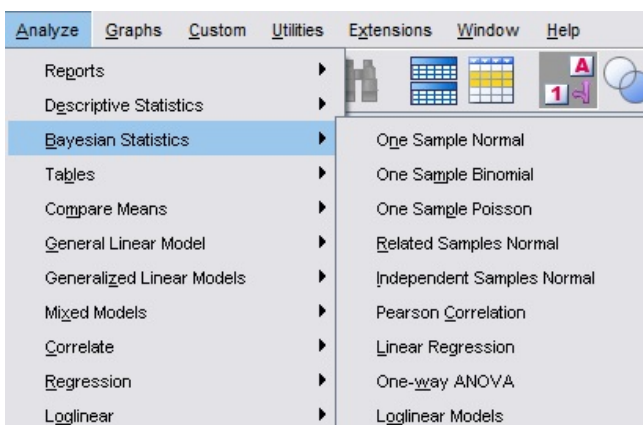 Analyze Graphs Custom Utilities Extensions Window Help
Reports
Descriptive Statistics
Bayesian Statistics
Tables
Compare Means
General Linear Model
Generalized Linear Models
Mixed Models
Correlate
Regression
Loglinear
A
1
One Sample Normal
One Sample Binomial
One Sample Poisson
Related Samples Normal
Independent Samples Normal
Pearson Correlation
Linear Regression
One-way ANOVA
Loglinear Models